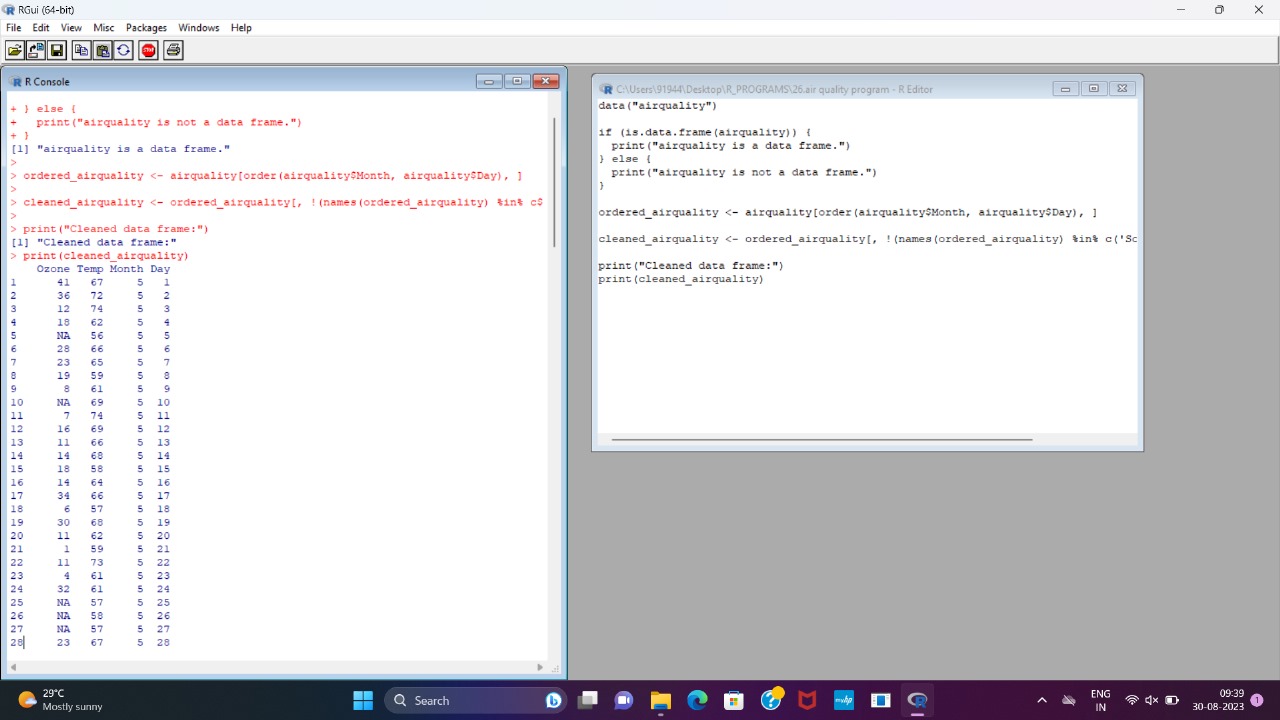 RGui (64-bit)
File Edit View Misc Packages Windows Help
R Console
+ } else {
+   print("airquality is not a data frame.")
+ }
[1] "airquality is a data frame."
>
> ordered_airquality <- airquality[order(airquality$Month, airquality$Day), ]
>
> cleaned_airquality <- ordered_airquality[, !(names(ordered_airquality) %in% c$
>
> print("Cleaned data frame:")
[1] "Cleaned data frame:"
> print(cleaned_airquality)
Ozone Temp Month Day
1 41 67 5 1
2 36 72 5 2
3 12 74 5 3
4 18 62 5 4
5 NA 56 5 5
6 28 66 5 6
7 23 65 5 7
8 19 59 5 8
9 8 61 5 9
10 NA 69 5 10
11 7 74 5 11
12 16 69 5 12
13 11 66 5 13
14 14 68 5 14
15 18 58 5 15
16 14 64 5 16
17 34 66 5 17
18 6 57 5 18
19 30 68 5 19
20 11 62 5 20
21 1 59 5 21
22 11 73 5 22
23 4 61 5 23
24 32 61 5 24
25 NA 57 5 25
26 NA 58 5 26
27 NA 57 5 27
28 23 67 5 28
C:\Users\91944\Desktop\R_PROGRAMS\26.air quality program - R Editor
data("airquality")
if (is.data.frame(airquality)) {
  print("airquality is a data frame.")
} else {
  print("airquality is not a data frame.")
}
ordered_airquality <- airquality[order(airquality$Month, airquality$Day), ]
cleaned_airquality <- ordered_airquality[, !(names(ordered_airquality) %in% c('So
print("Cleaned data frame:")
print(cleaned_airquality)
29°C
Mostly sunny
Search
ENG
IN
09:39
30-08-2023
1